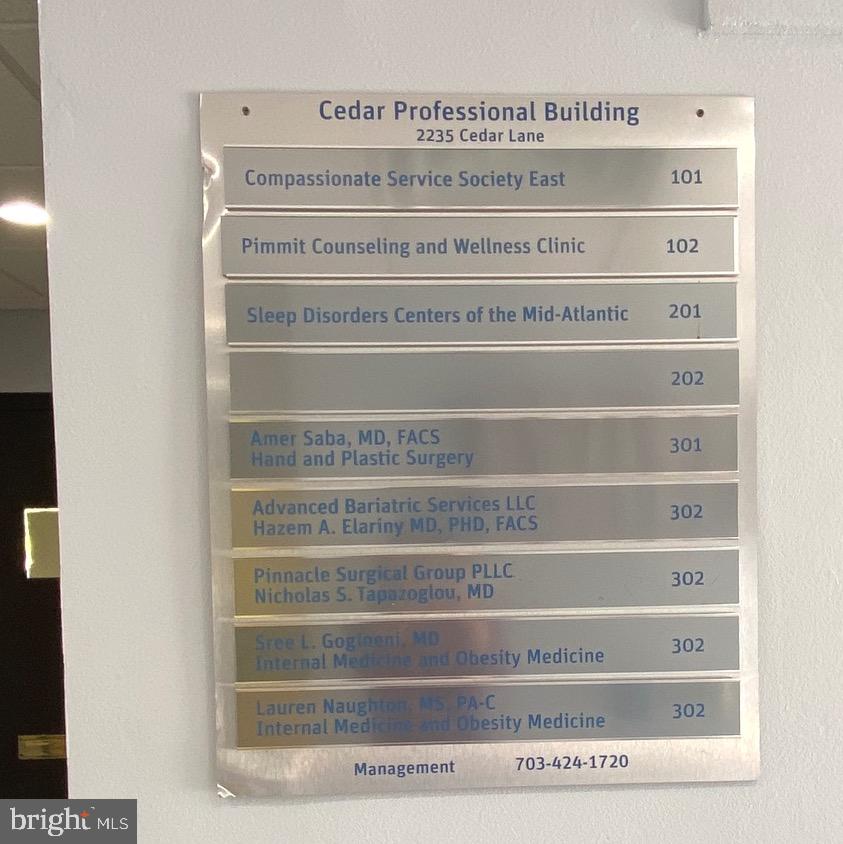 Cedar Professional Building
2235 Cedar Lane
Compassionate Service Society East 101
Pimmit Counseling and Wellness Clinic 102
Sleep Disorders Centers of the Mid-Atlantic 201
202
Amer Saba, MD, FACS
Hand and Plastic Surgery 301
Advanced Bariatric Services LLC
Hazem A. Elariny MD, PHD, FACS 302
Pinnacle Surgical Group PLLC
Nicholas S. Tapazoglou, MD 302
Sree L. Gogineni, MD
Internal Medicine and Obesity Medicine 302
Lauren Naughton, MS, PA-C
Internal Medicine and Obesity Medicine 302
Management 703-424-1720
bright MLS